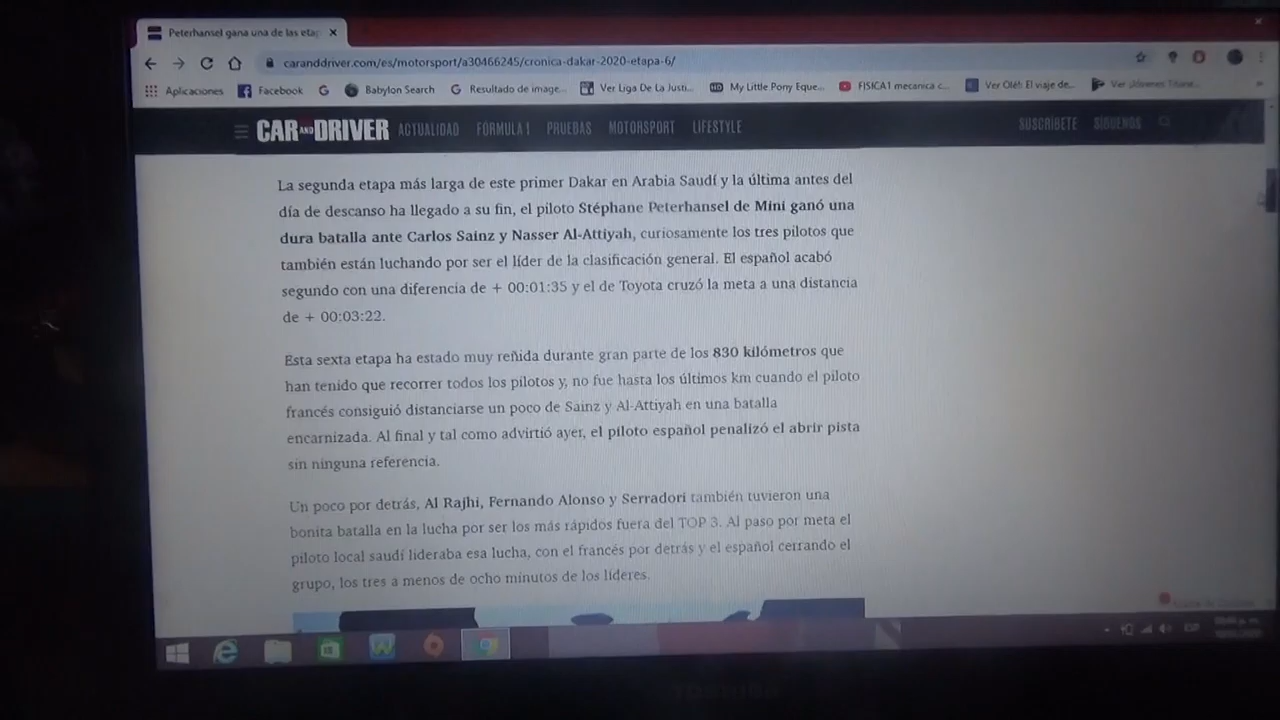 Peterhansel gana una de las etap
caranddriver.com/es/motorsport/a30466245/cronica-dakar-2020-etapa-6/
Aplicaciones Facebook Babylon Search Resultado de image... Ver Liga De La Justi... My Little Pony Eque... FISICA1 mecanica c... Ver Olé!: El viaje de... Ver Jóvenes Titane...
CAR AND DRIVER ACTUALIDAD FÓRMULA 1 PRUEBAS MOTORSPORT LIFESTYLE SUSCRÍBETE SÍGUENOS
La segunda etapa más larga de este primer Dakar en Arabia Saudí y la última antes del
día de descanso ha llegado a su fin, el piloto Stéphane Peterhansel de Mini ganó una
dura batalla ante Carlos Sainz y Nasser Al-Attiyah, curiosamente los tres pilotos que
también están luchando por ser el líder de la clasificación general. El español acabó
segundo con una diferencia de + 00:01:35 y el de Toyota cruzó la meta a una distancia
de + 00:03:22.
Esta sexta etapa ha estado muy reñida durante gran parte de los 830 kilómetros que
han tenido que recorrer todos los pilotos y, no fue hasta los últimos km cuando el piloto
francés consiguió distanciarse un poco de Sainz y Al-Attiyah en una batalla
encarnizada. Al final y tal como advirtió ayer, el piloto español penalizó el abrir pista
sin ninguna referencia.
Un poco por detrás, Al Rajhi, Fernando Alonso y Serradori también tuvieron una
bonita batalla en la lucha por ser los más rápidos fuera del TOP 3. Al paso por meta el
piloto local saudí lideraba esa lucha, con el francés por detrás y el español cerrando el
grupo, los tres a menos de ocho minutos de los líderes.
ESP
TOSHIBA